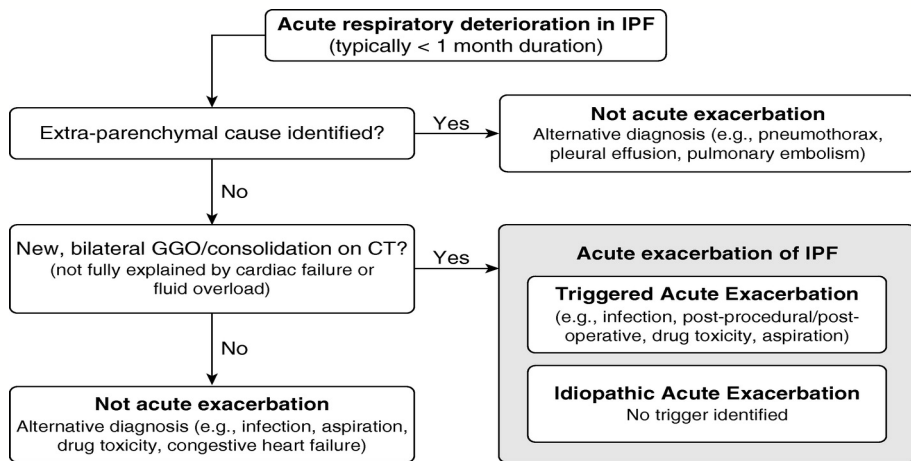 Acute respiratory deterioration in IPF
(typically < 1 month duration)
Extra-parenchymal cause identified?
Yes
Not acute exacerbation
Alternative diagnosis (e.g., pneumothorax,
pleural effusion, pulmonary embolism)
No
New, bilateral GGO/consolidation on CT?
(not fully explained by cardiac failure or
fluid overload)
Yes
Acute exacerbation of IPF
Triggered Acute Exacerbation
(e.g., infection, post-procedural/post-
operative, drug toxicity, aspiration)
Idiopathic Acute Exacerbation
No trigger identified
No
Not acute exacerbation
Alternative diagnosis (e.g., infection, aspiration,
drug toxicity, congestive heart failure)